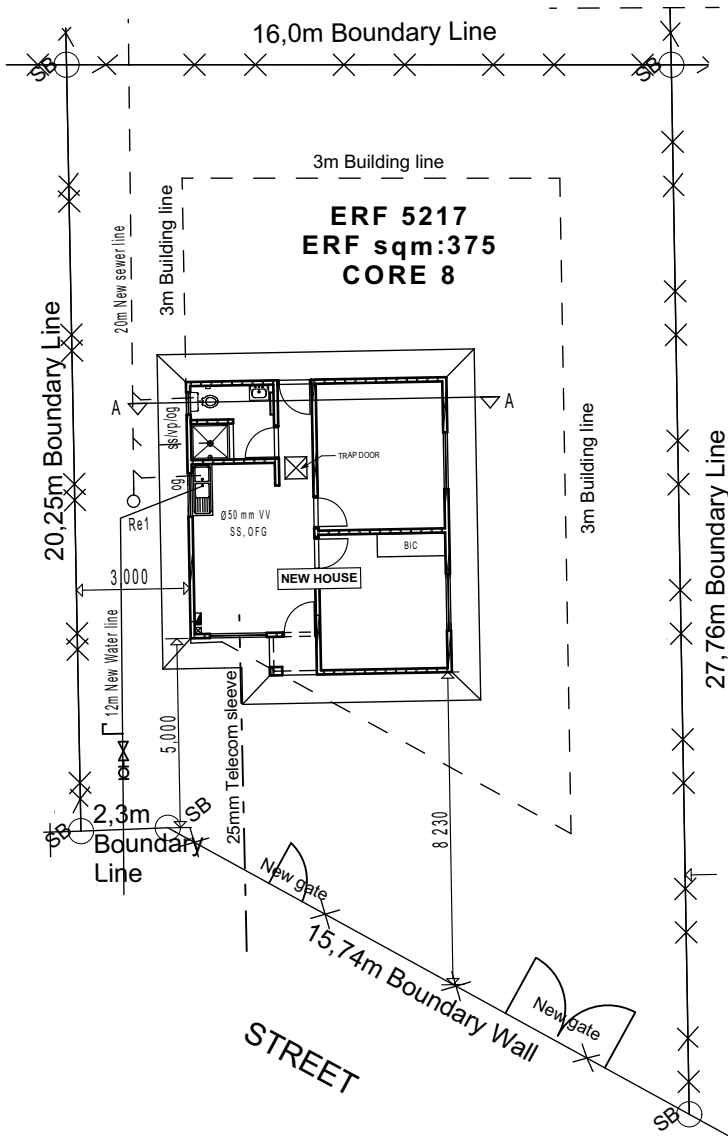 16,0m Boundary Line
SB
SB
3m Building line
ERF 5217
ERF sqm:375
CORE 8
20m New sewer line
3m Building line
20,25m Boundary Line
A
A
ss/vp/og
TRAP DOOR
og
Ø50 mm VV
SS, OFG
Re1
BIC
NEW HOUSE
3m Building line
27,76m Boundary Line
3,000
12m New Water line
5,000
25mm Telecom sleeve
8 230
SB
2,3m
Boundary
Line
SB
New gate
15,74m Boundary Wall
New gate
STREET
SB